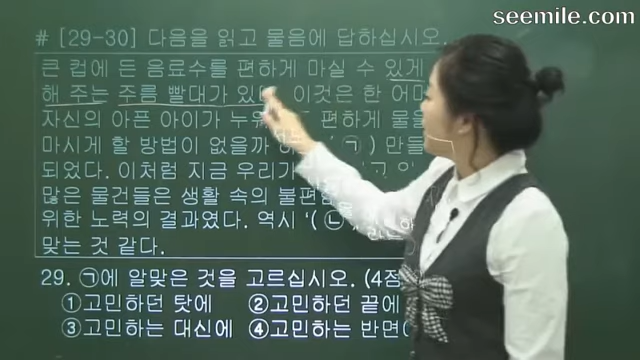 seemile.com
# [29-30] 다음을 읽고 물음에 답하십시오.
큰 컵에 든 음료수를 편하게 마실 수 있게
해 주는 주름 빨대가 있 이것은 한 어머
자신의 아픈 아이가 누워 편하게 물을
마시게 할 방법이 없을까 ( ㉠ ) 만들
되었다. 이처럼 지금 우리가 고 있
많은 물건들은 생활 속의 불편함을
위한 노력의 결과였다. 역시 '( ㉡
맞는 것 같다.
29. ㉠에 알맞은 것을 고르십시오. (4점
①고민하던 탓에 ②고민하던 끝에
③고민하는 대신에 ④고민하는 반면